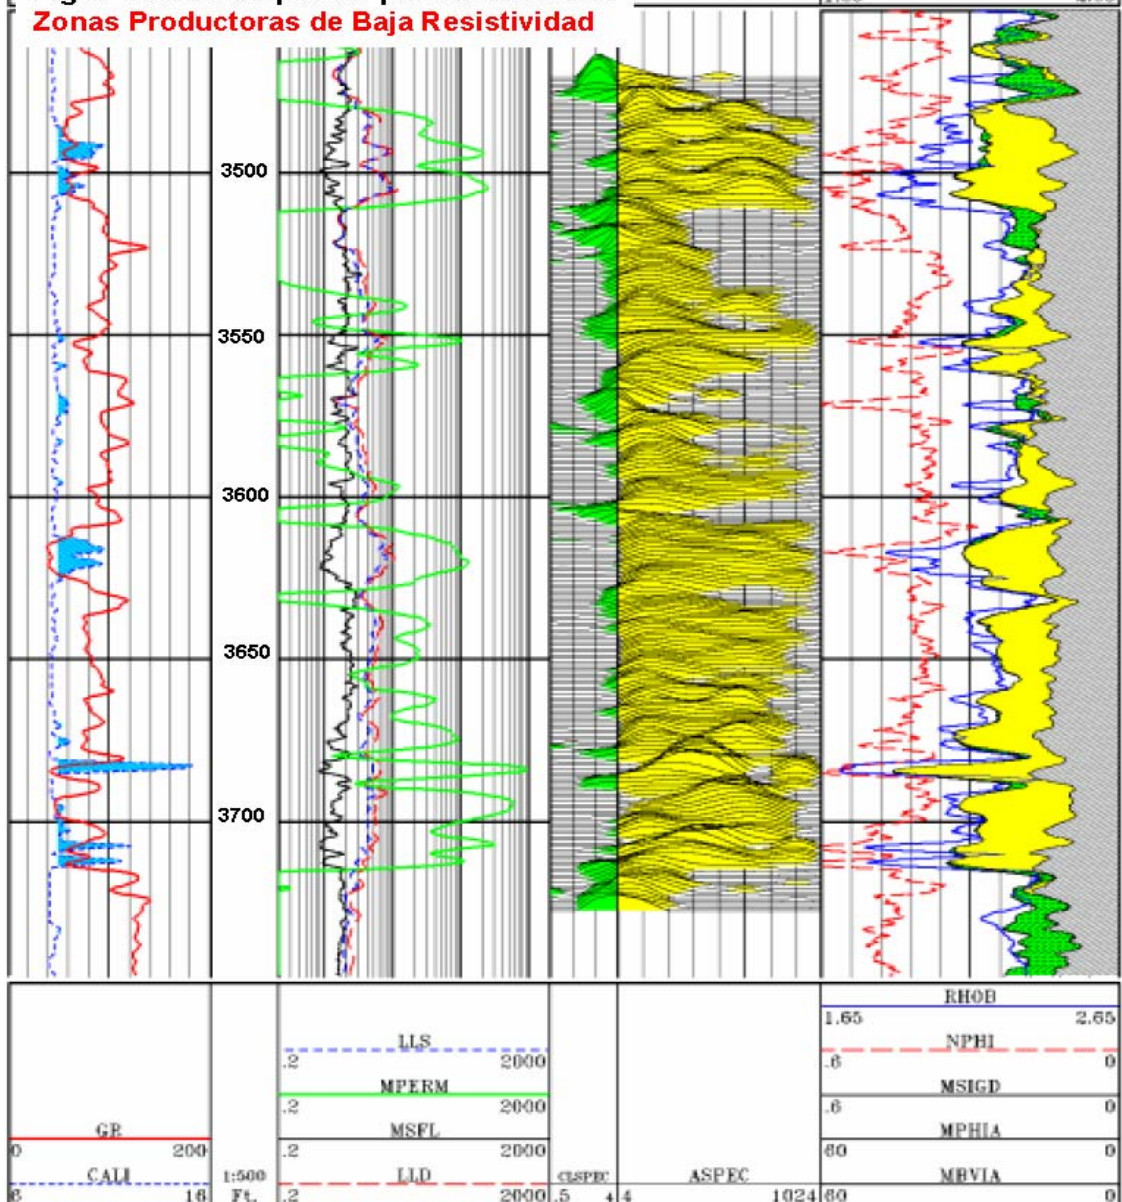 Zonas Productoras de Baja Resistividad
3500
3550
3600
3650
3700
RHOB
1.65 2.65
LLS
.2 2000
NPHI
.6 0
MPERM
.2 2000
MSIGD
.6 0
GR
0 200
MSFL
.2 2000
MPHIA
60 0
CALI
6 16
1:500
Ft.
LLD
.2 2000
CLSPEC
.5 4
ASPEC
4 1024
MBVIA
60 0